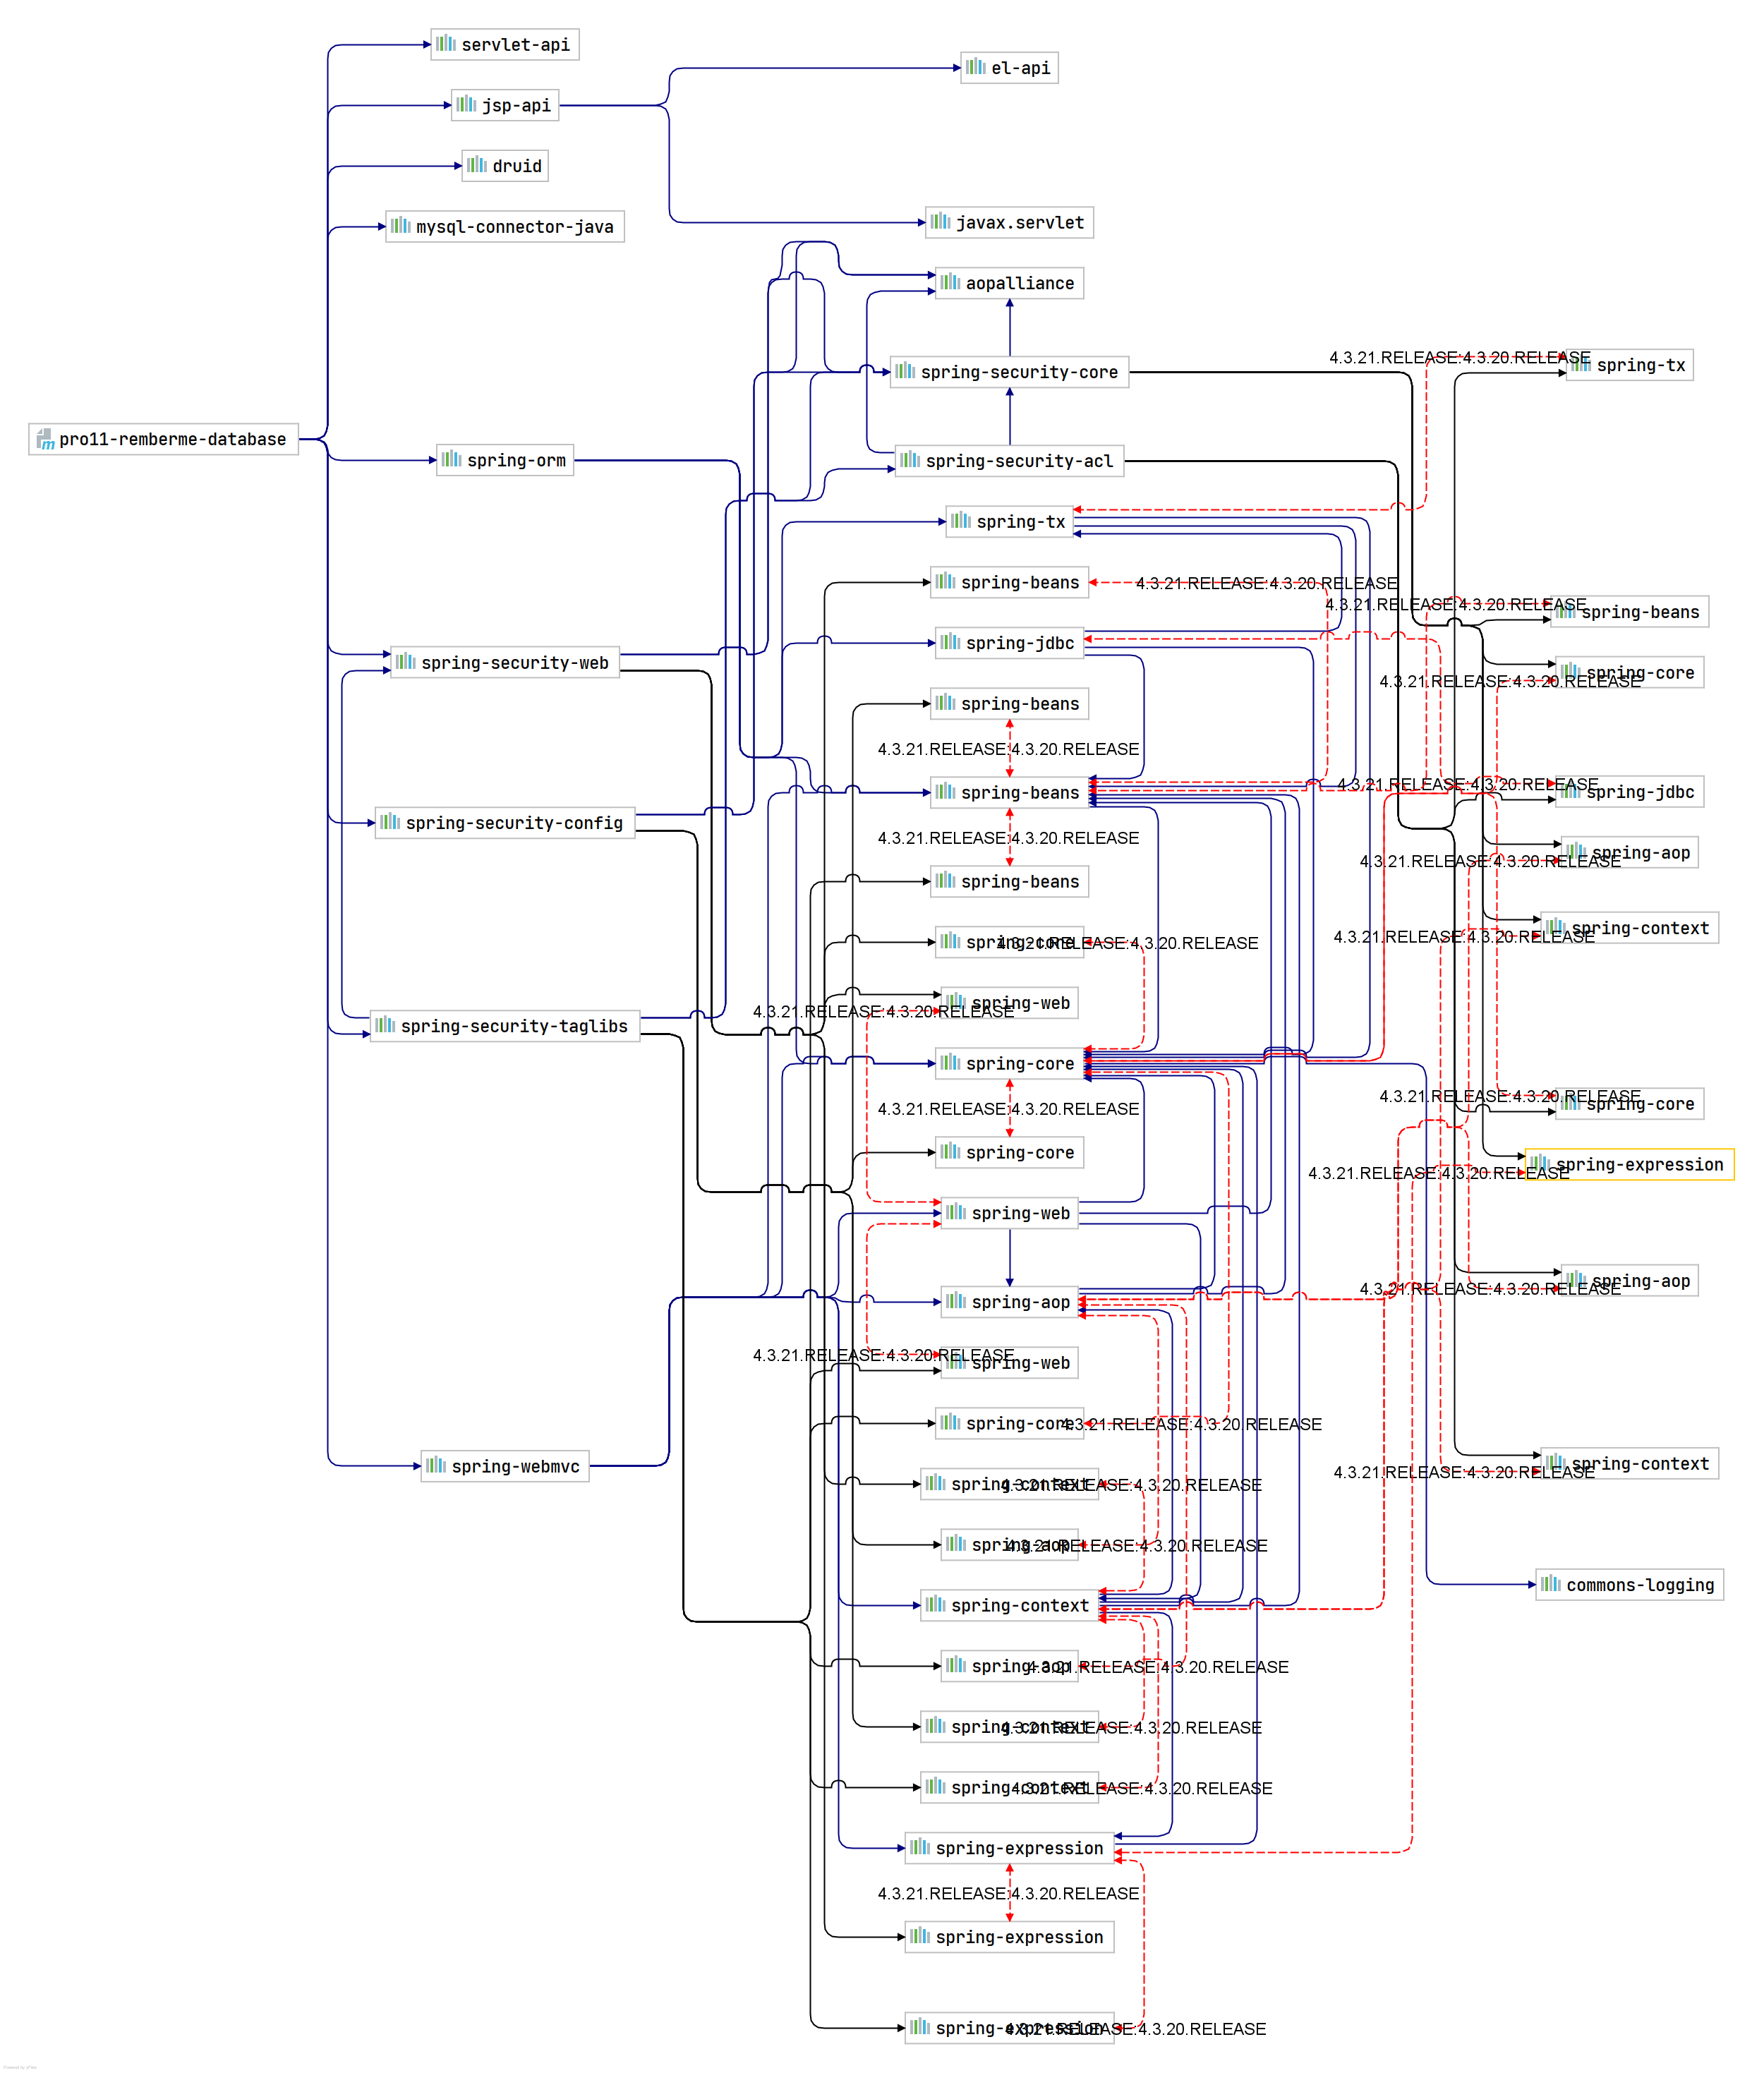 servlet-api
el-api
jsp-api
druid
javax.servlet
mysql-connector-java
aopalliance
4.3.21.RELEASE:4.3.20.RELEASE
spring-tx
spring-security-core
pro11-remberme-database
spring-orm
spring-security-acl
spring-tx
spring-beans
4.3.21.RELEASE:4.3.20.RELEASE
4.3.21.RELEASE:4.3.20.RELEASE
spring-beans
spring-jdbc
spring-security-web
spring-core
4.3.21.RELEASE:4.3.20.RELEASE
spring-beans
4.3.21.RELEASE:4.3.20.RELEASE
4.3.21.RELEASE:4.3.20.RELEASE
spring-jdbc
spring-beans
spring-security-config
4.3.21.RELEASE:4.3.20.RELEASE
spring-aop
4.3.21.RELEASE:4.3.20.RELEASE
spring-beans
spring-context
4.3.21.RELEASE:4.3.20.RELEASE
spring-core
4.3.21.RELEASE:4.3.20.RELEASE
spring-web
4.3.21.RELEASE:4.3.20.RELEASE
spring-security-taglibs
spring-core
4.3.21.RELEASE:4.3.20.RELEASE
4.3.21.RELEASE:4.3.20.RELEASE
spring-core
spring-core
spring-expression
4.3.21.RELEASE:4.3.20.RELEASE
spring-web
spring-aop
4.3.21.RELEASE:4.3.20.RELEASE
spring-aop
4.3.21.RELEASE:4.3.20.RELEASE
spring-web
spring-core
4.3.21.RELEASE:4.3.20.RELEASE
spring-webmvc
spring-context
4.3.21.RELEASE:4.3.20.RELEASE
spring-context
4.3.21.RELEASE:4.3.20.RELEASE
spring-aop
4.3.21.RELEASE:4.3.20.RELEASE
commons-logging
spring-context
spring-aop
4.3.21.RELEASE:4.3.20.RELEASE
spring-context
4.3.21.RELEASE:4.3.20.RELEASE
spring-context
4.3.21.RELEASE:4.3.20.RELEASE
spring-expression
4.3.21.RELEASE:4.3.20.RELEASE
spring-expression
spring-expression
4.3.21.RELEASE:4.3.20.RELEASE
Powered by yFiles